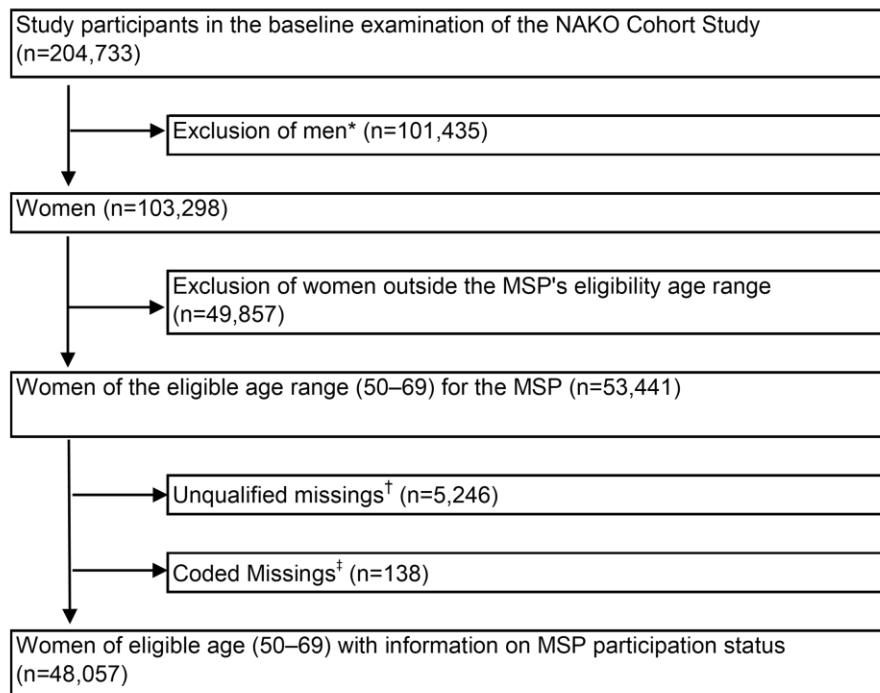 Study participants in the baseline examination of the NAKO Cohort Study
(n=204,733)
Exclusion of men* (n=101,435)
Women (n=103,298)
Exclusion of women outside the MSP's eligibility age range
(n=49,857)
Women of the eligible age range (50–69) for the MSP (n=53,441)
Unqualified missings† (n=5,246)
Coded Missings‡ (n=138)
Women of eligible age (50–69) with information on MSP participation status
(n=48,057)